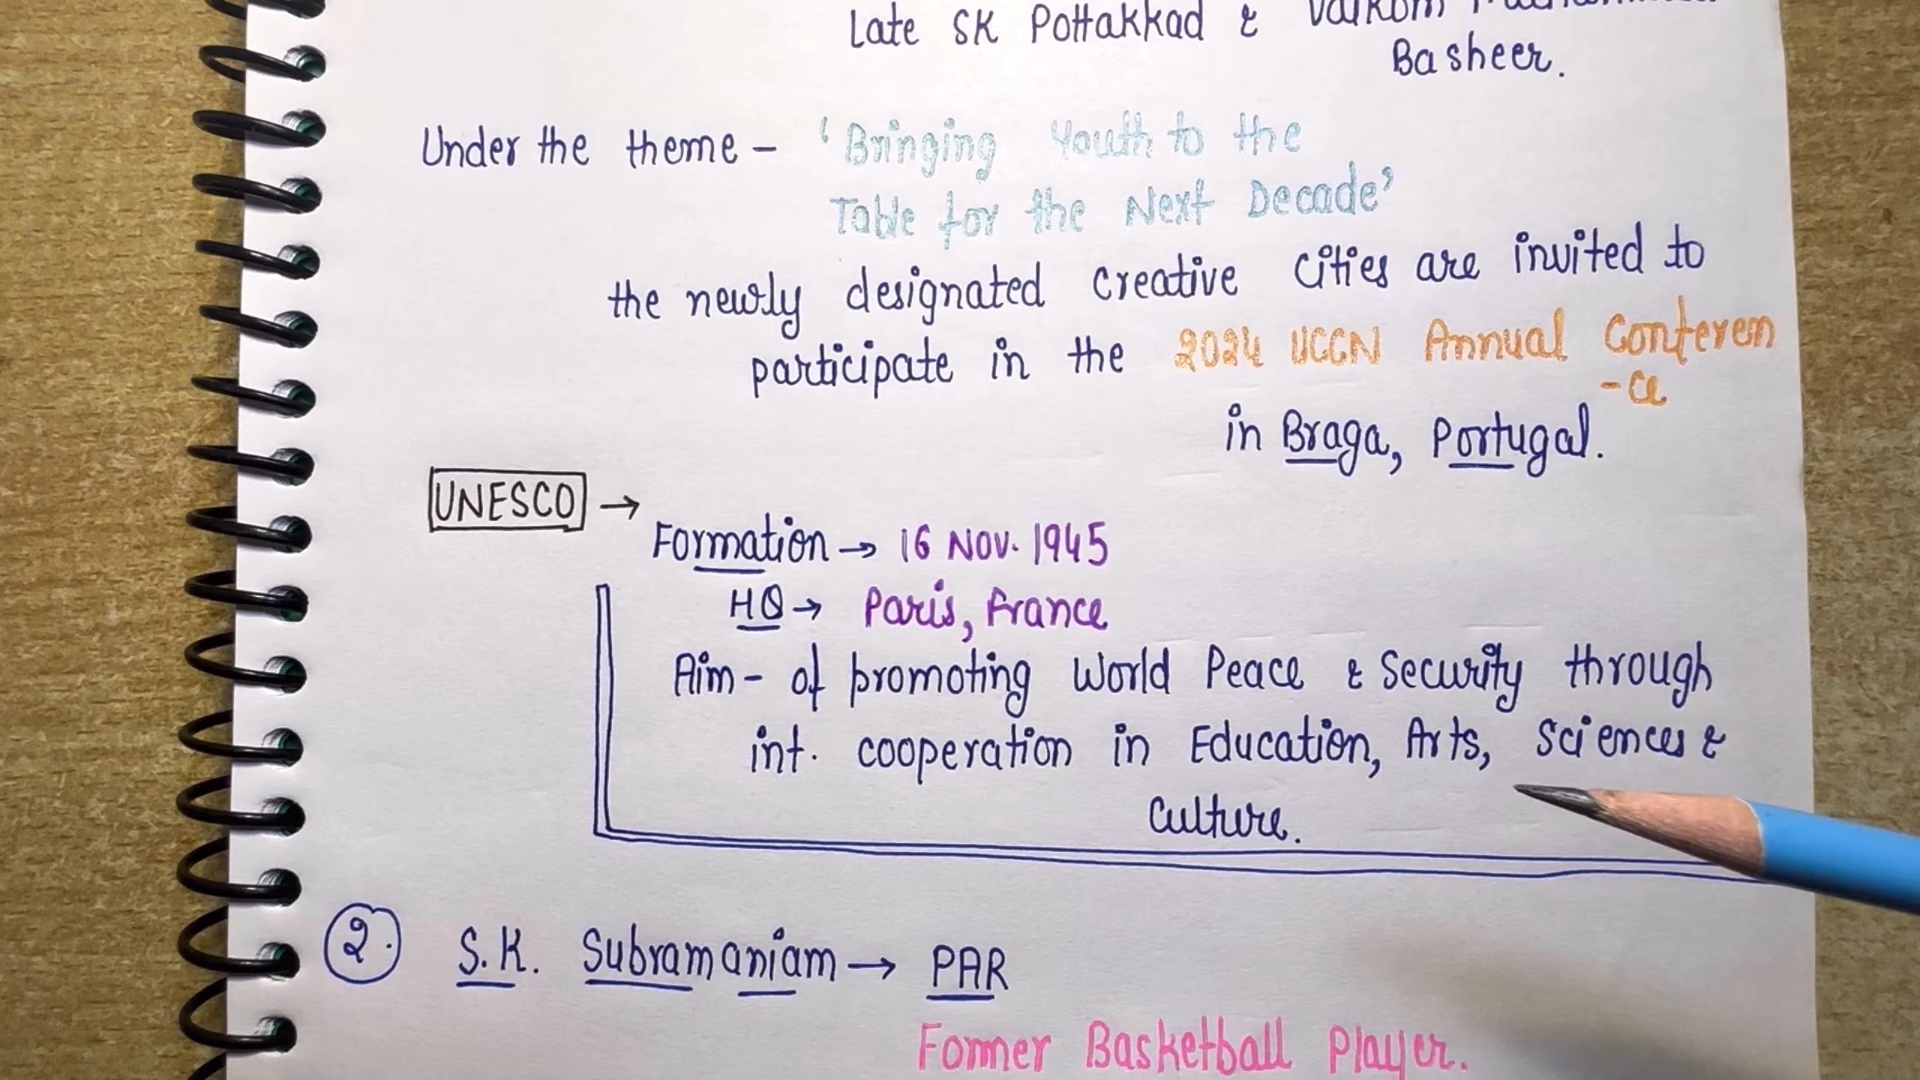 Late SK Pottakkad & Vaikom
Basheer.
Under the theme - 'Bringing Youth to the
Table for the Next Decade'
the newly designated creative cities are invited to
participate in the 2024 UCCN Annual Conferen
-ce
in Braga, Portugal.
UNESCO →
Formation → 16 Nov. 1945
HQ → Paris, France
Aim - of promoting World Peace & Security through
int. cooperation in Education, Arts, Sciences &
Culture.
2. S.K. Subramaniam → PAR
Former Basketball Player.